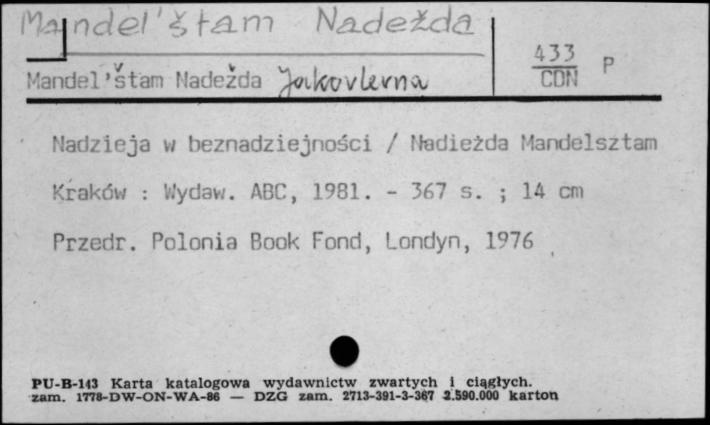 Mandel'štam Nadežda
433
CDN P
Mandel'štam Nadežda Jakovlevna
Nadzieja w beznadziejności / Nadieżda Mandelsztam
Kraków : Wydaw. ABC, 1981. - 367 s. ; 14 cm
Przedr. Polonia Book Fond, Londyn, 1976
PU-B-143 Karta katalogowa wydawnictw zwartych i ciągłych.
zam. 1778-DW-ON-WA-86 — DZG zam. 2713-391-3-367 2.590.000 karton